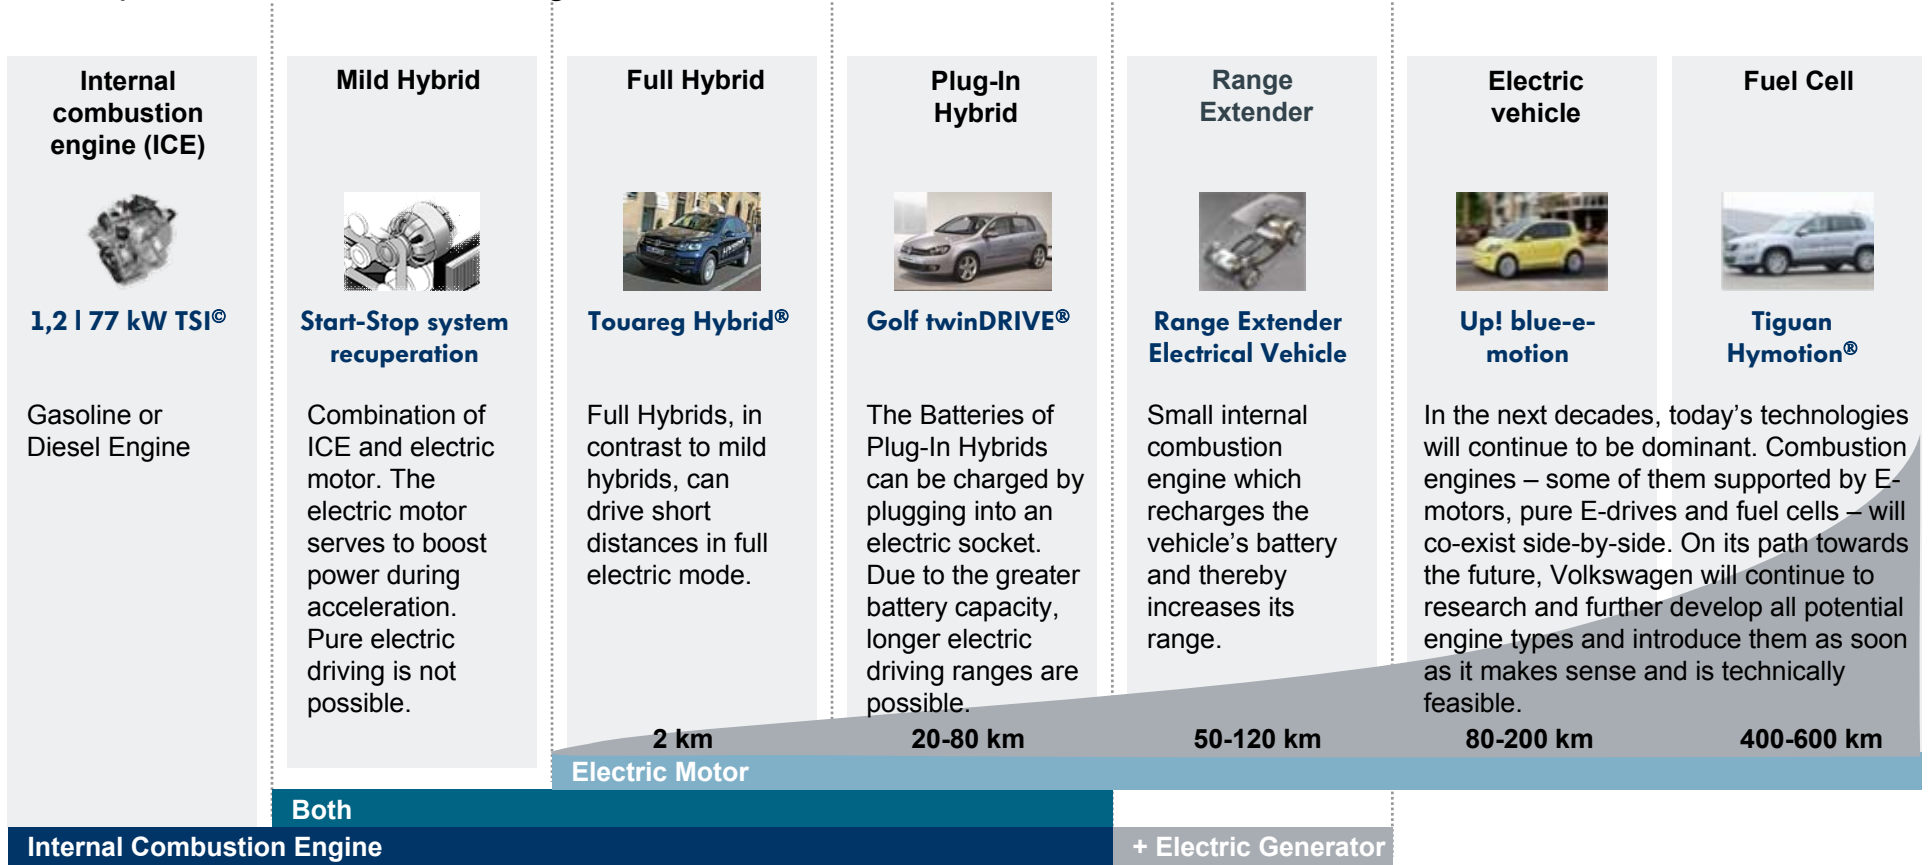 Internal
combustion
engine (ICE)
1,2 l 77 kW TSI©
Gasoline or
Diesel Engine
Mild Hybrid
Start-Stop system
recuperation
Combination of
ICE and electric
motor. The
electric motor
serves to boost
power during
acceleration.
Pure electric
driving is not
possible.
Full Hybrid
Touareg Hybrid®
Full Hybrids, in
contrast to mild
hybrids, can
drive short
distances in full
electric mode.
2 km
Plug-In
Hybrid
Golf twinDRIVE®
The Batteries of
Plug-In Hybrids
can be charged by
plugging into an
electric socket.
Due to the greater
battery capacity,
longer electric
driving ranges are
possible.
20-80 km
Range
Extender
Range Extender
Electrical Vehicle
Small internal
combustion
engine which
recharges the
vehicle’s battery
and thereby
increases its
range.
50-120 km
Electric
vehicle
Up! blue-e-
motion
Fuel Cell
Tiguan
Hymotion®
In the next decades, today’s technologies
will continue to be dominant. Combustion
engines – some of them supported by E-
motors, pure E-drives and fuel cells – will
co-exist side-by-side. On its path towards
the future, Volkswagen will continue to
research and further develop all potential
engine types and introduce them as soon
as it makes sense and is technically
feasible.
80-200 km
400-600 km
Electric Motor
Both
Internal Combustion Engine
+ Electric Generator